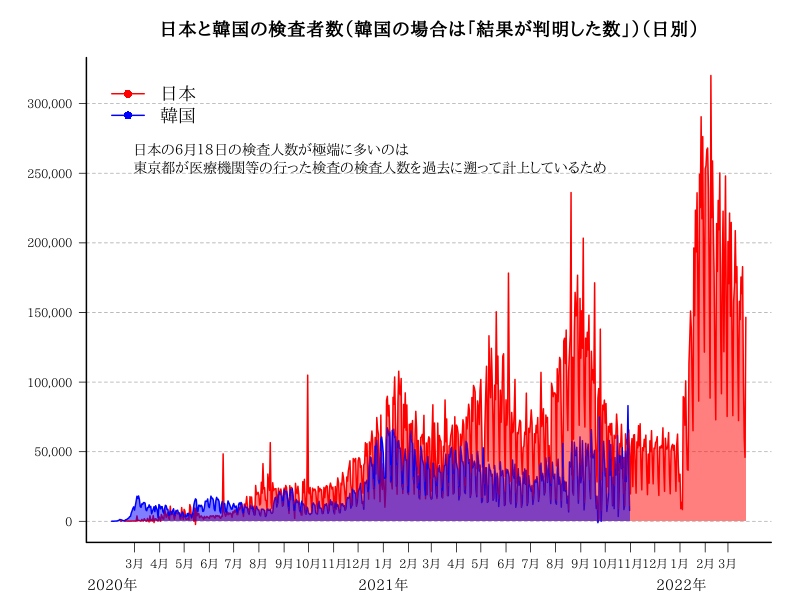 日本と韓国の検査者数（韓国の場合は「結果が判明した数」）（日別）
日本
韓国
日本の6月18日の検査人数が極端に多いのは
東京都が医療機関等の行った検査の検査人数を過去に遡って計上しているため
300,000
250,000
200,000
150,000
100,000
50,000
0
3月 4月 5月 6月 7月 8月 9月 10月 11月 12月 1月 2月 3月 4月 5月 6月 7月 8月 9月 10月 11月 12月 1月 2月 3月
2020年 2021年 2022年